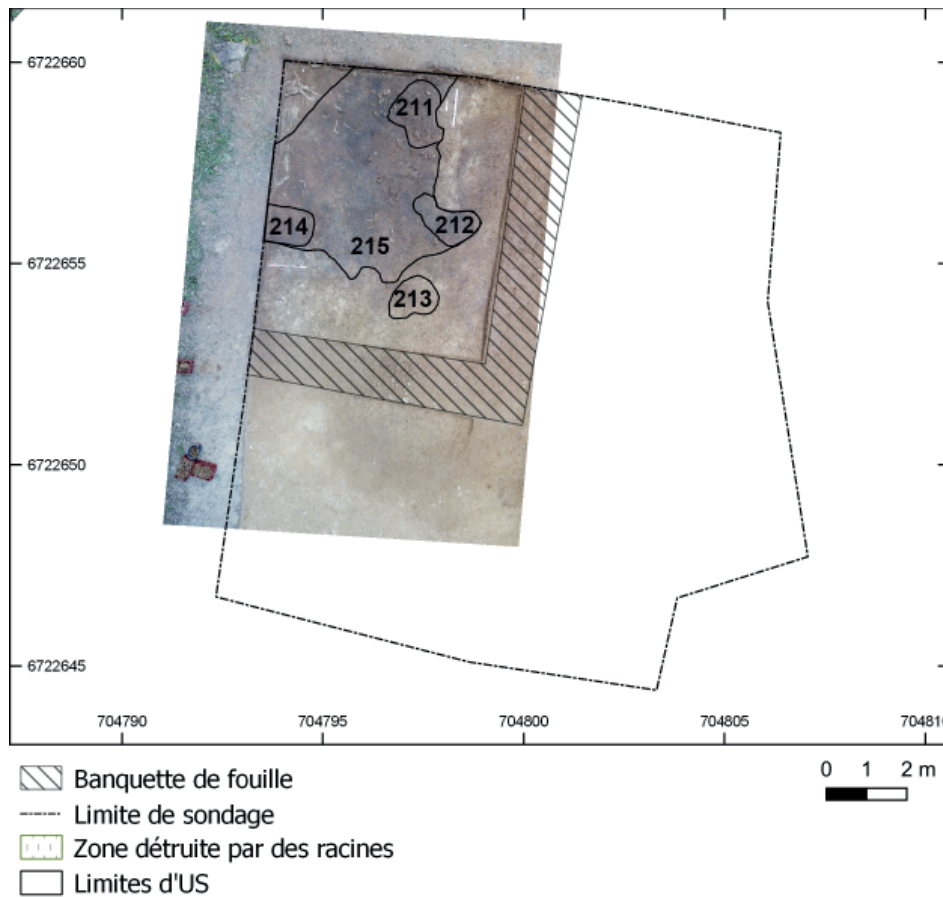 6722660
6722655
6722650
6722645
211
214
212
215
213
704790
704795
704800
704805
704810
Banquette de fouille
Limite de sondage
Zone détruite par des racines
Limites d'US
0 1 2 m